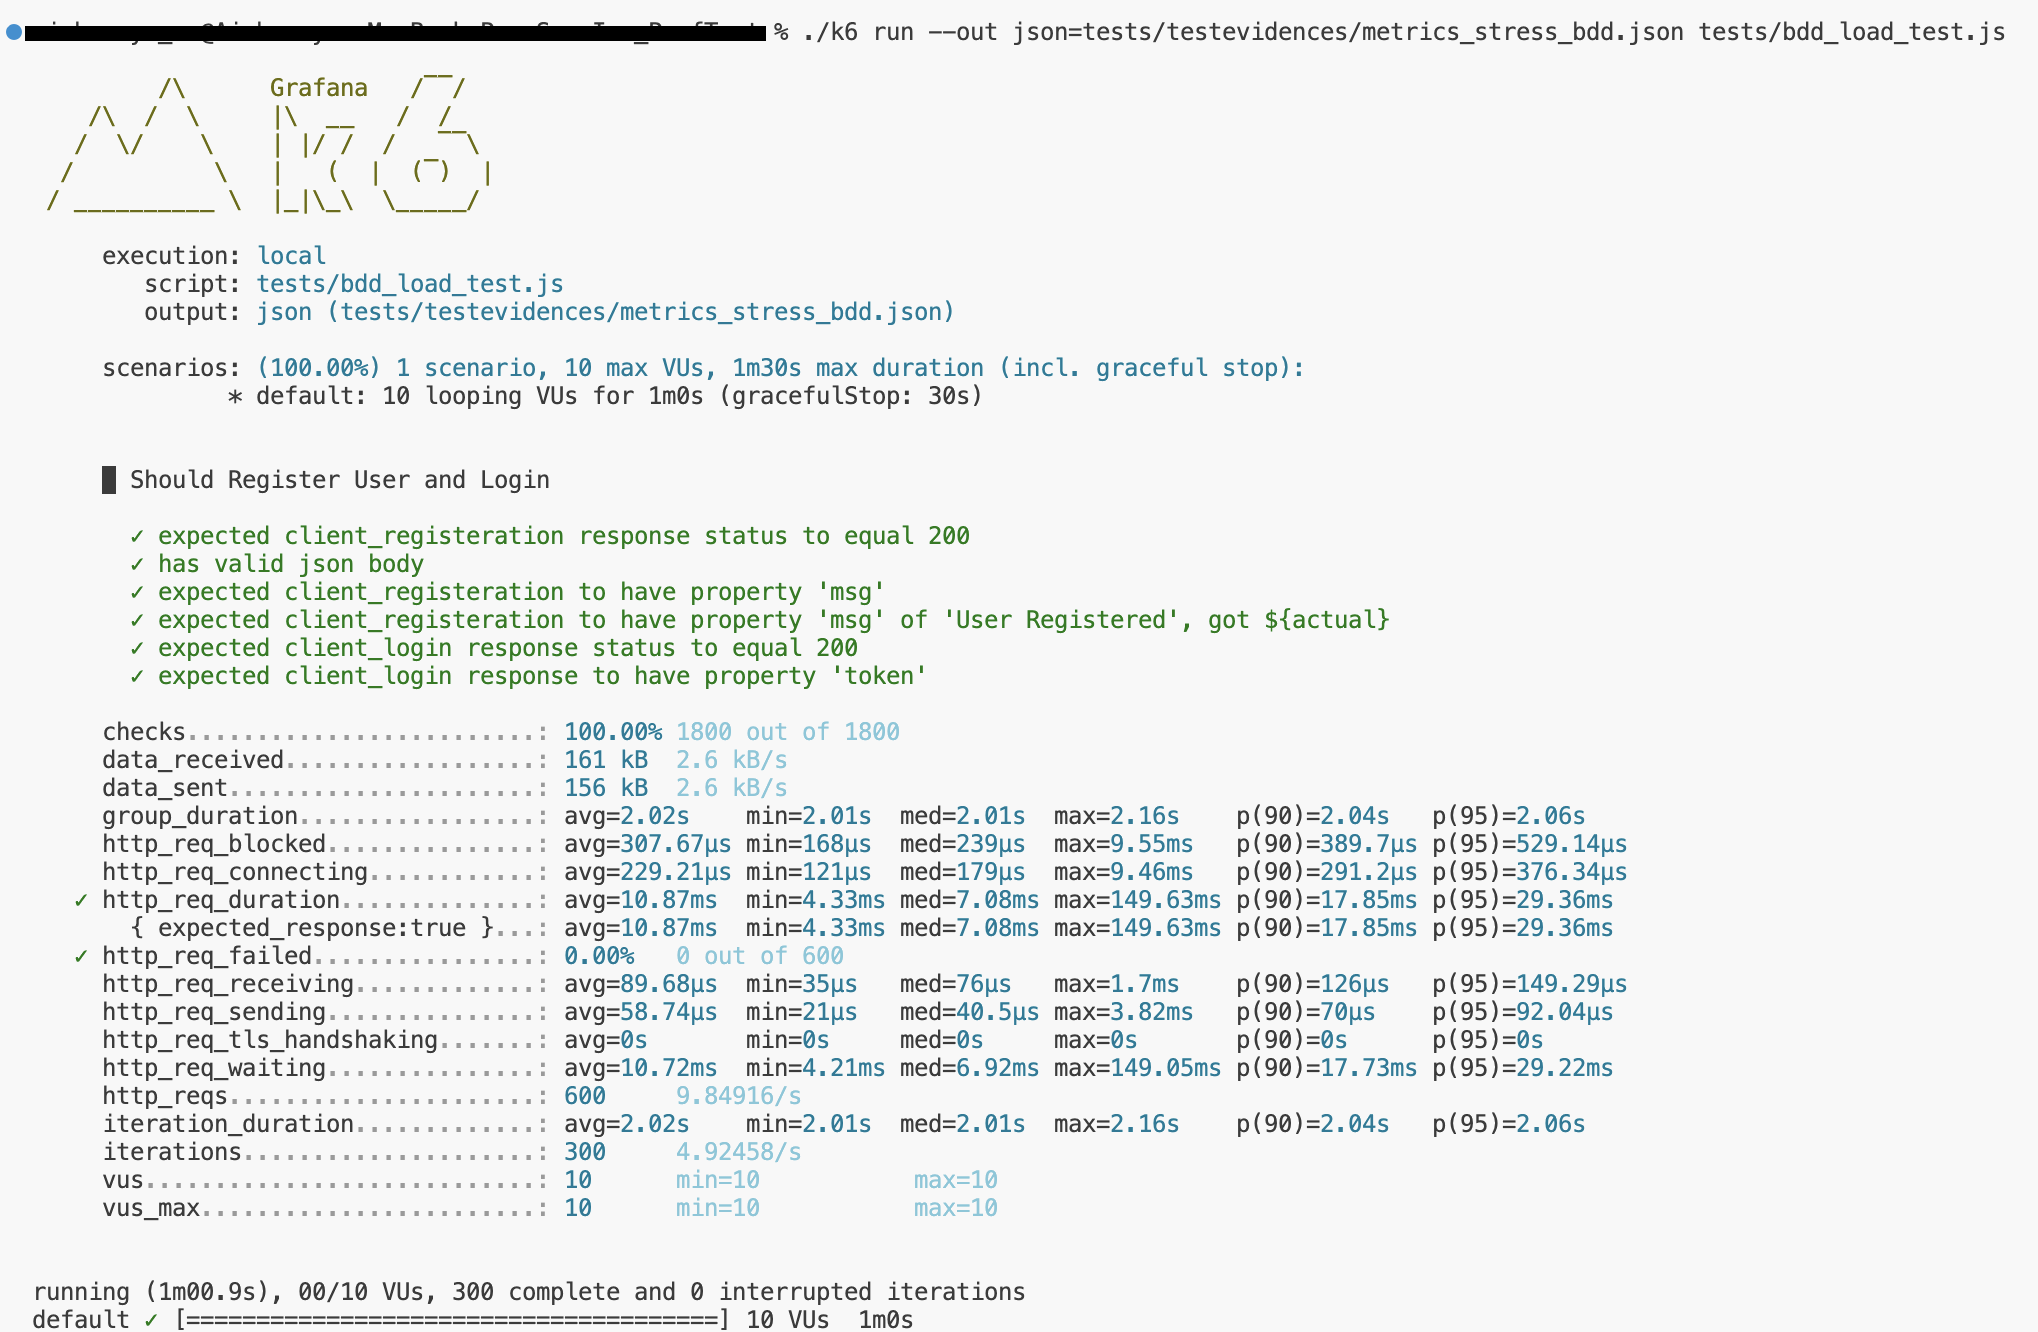 % ./k6 run --out json=tests/testevidences/metrics_stress_bdd.json tests/bdd_load_test.js
Grafana
execution: local
script: tests/bdd_load_test.js
output: json (tests/testevidences/metrics_stress_bdd.json)
scenarios: (100.00%) 1 scenario, 10 max VUs, 1m30s max duration (incl. graceful stop):
* default: 10 looping VUs for 1m0s (gracefulStop: 30s)
█ Should Register User and Login
✓ expected client_registeration response status to equal 200
✓ has valid json body
✓ expected client_registeration to have property 'msg'
✓ expected client_registeration to have property 'msg' of 'User Registered', got ${actual}
✓ expected client_login response status to equal 200
✓ expected client_login response to have property 'token'
checks.........................: 100.00% 1800 out of 1800
data_received..................: 161 kB 2.6 kB/s
data_sent......................: 156 kB 2.6 kB/s
group_duration.................: avg=2.02s min=2.01s med=2.01s max=2.16s p(90)=2.04s p(95)=2.06s
http_req_blocked...............: avg=307.67µs min=168µs med=239µs max=9.55ms p(90)=389.7µs p(95)=529.14µs
http_req_connecting............: avg=229.21µs min=121µs med=179µs max=9.46ms p(90)=291.2µs p(95)=376.34µs
✓ http_req_duration..............: avg=10.87ms min=4.33ms med=7.08ms max=149.63ms p(90)=17.85ms p(95)=29.36ms
{ expected_response:true }...: avg=10.87ms min=4.33ms med=7.08ms max=149.63ms p(90)=17.85ms p(95)=29.36ms
✓ http_req_failed................: 0.00% 0 out of 600
http_req_receiving.............: avg=89.68µs min=35µs med=76µs max=1.7ms p(90)=126µs p(95)=149.29µs
http_req_sending...............: avg=58.74µs min=21µs med=40.5µs max=3.82ms p(90)=70µs p(95)=92.04µs
http_req_tls_handshaking.......: avg=0s min=0s med=0s max=0s p(90)=0s p(95)=0s
http_req_waiting...............: avg=10.72ms min=4.21ms med=6.92ms max=149.05ms p(90)=17.73ms p(95)=29.22ms
http_reqs......................: 600 9.84916/s
iteration_duration.............: avg=2.02s min=2.01s med=2.01s max=2.16s p(90)=2.04s p(95)=2.06s
iterations.....................: 300 4.92458/s
vus............................: 10 min=10 max=10
vus_max........................: 10 min=10 max=10
running (1m00.9s), 00/10 VUs, 300 complete and 0 interrupted iterations
default ✓ [======================================] 10 VUs 1m0s